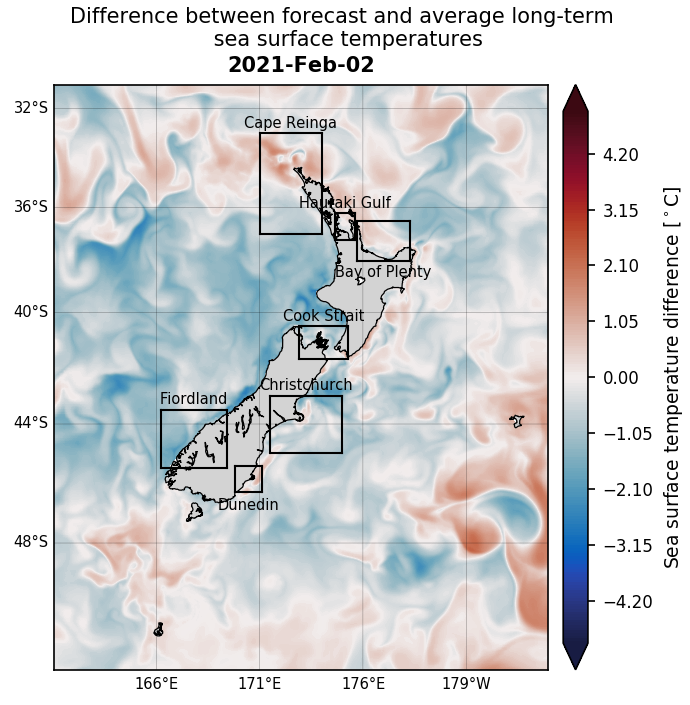 Difference between forecast and average long-term
sea surface temperatures
2021-Feb-02
32°S
36°S
40°S
44°S
48°S
Cape Reinga
Hauraki Gulf
Bay of Plenty
Cook Strait
Christchurch
Fiordland
Dunedin
166°E 171°E 176°E 179°W
4.20
3.15
2.10
1.05
0.00
−1.05
−2.10
−3.15
−4.20
Sea surface temperature difference [°C]